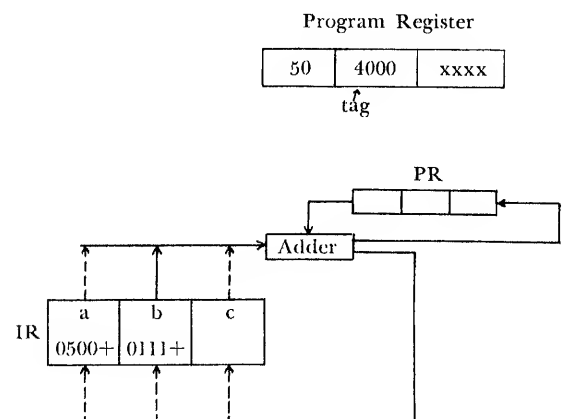 Program Register
50 4000 xxxx
tag
PR
Adder
a b c
IR
0500+ 0111+